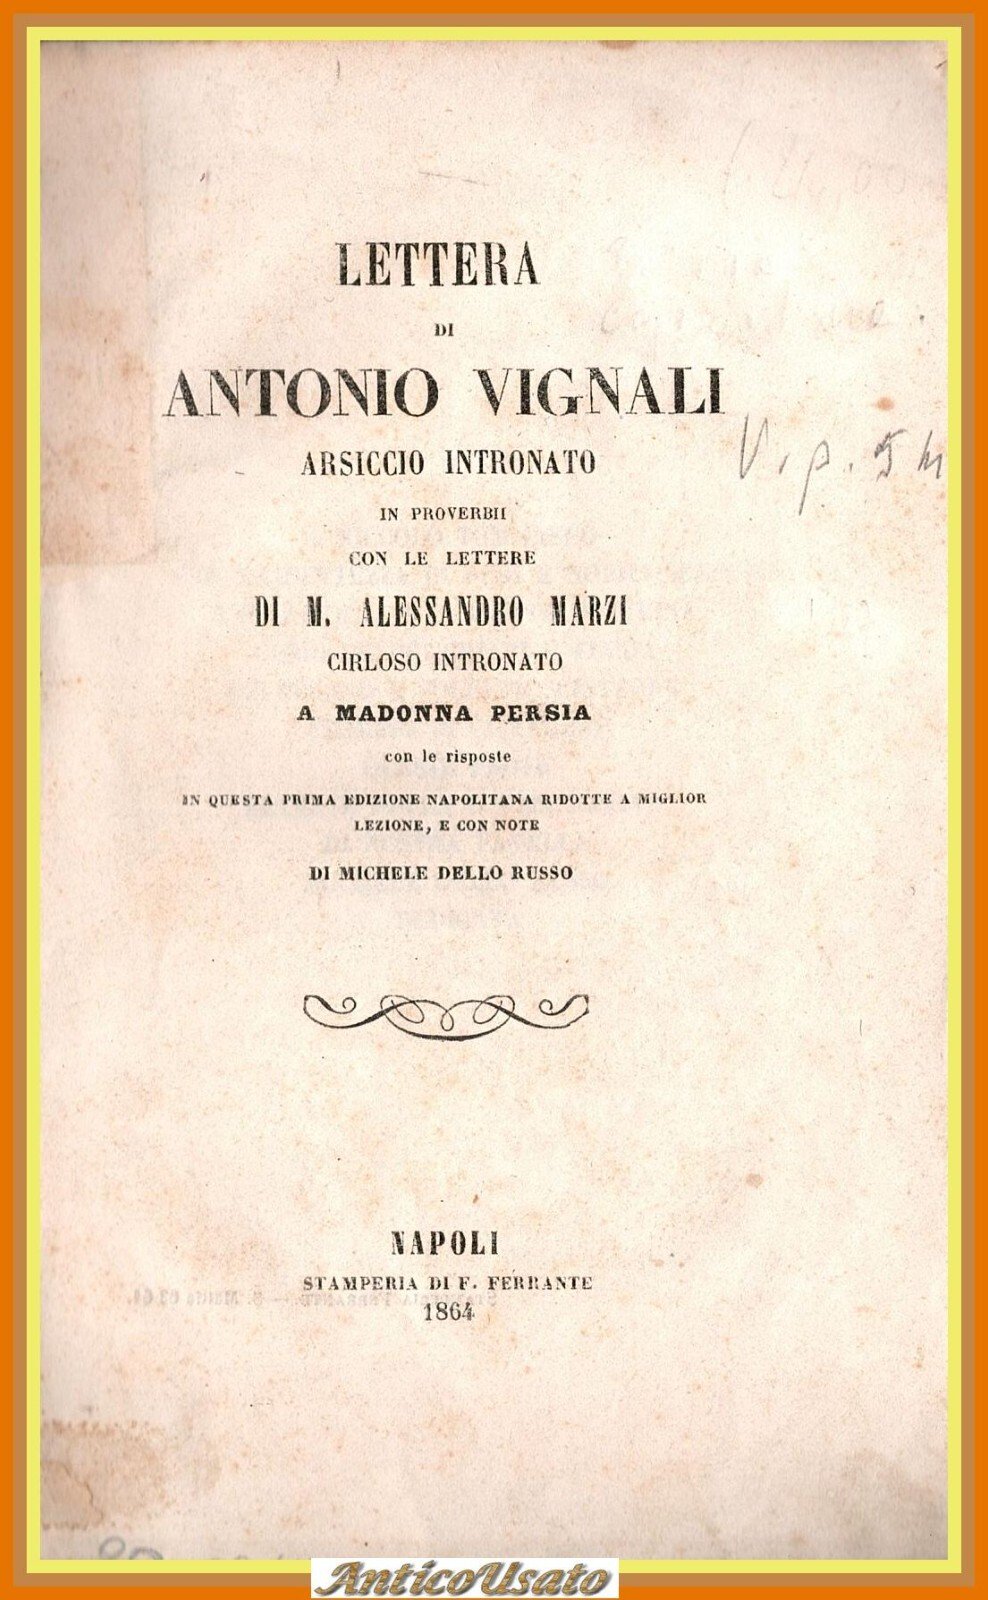 LETTERA
DI
ANTONIO VIGNALI
ARSICCIO INTRONATO
IN PROVERBII
CON LE LETTERE
DI M. ALESSANDRO MARZI
CIRLOSO INTRONATO
A MADONNA PERSIA
con le risposte
IN QUESTA PRIMA EDIZIONE NAPOLITANA RIDOTTE A MIGLIOR
LEZIONE, E CON NOTE
DI MICHELE DELLO RUSSO
V. p. 54
NAPOLI
STAMPERIA DI F. FERRANTE
1864
AnticoUsato